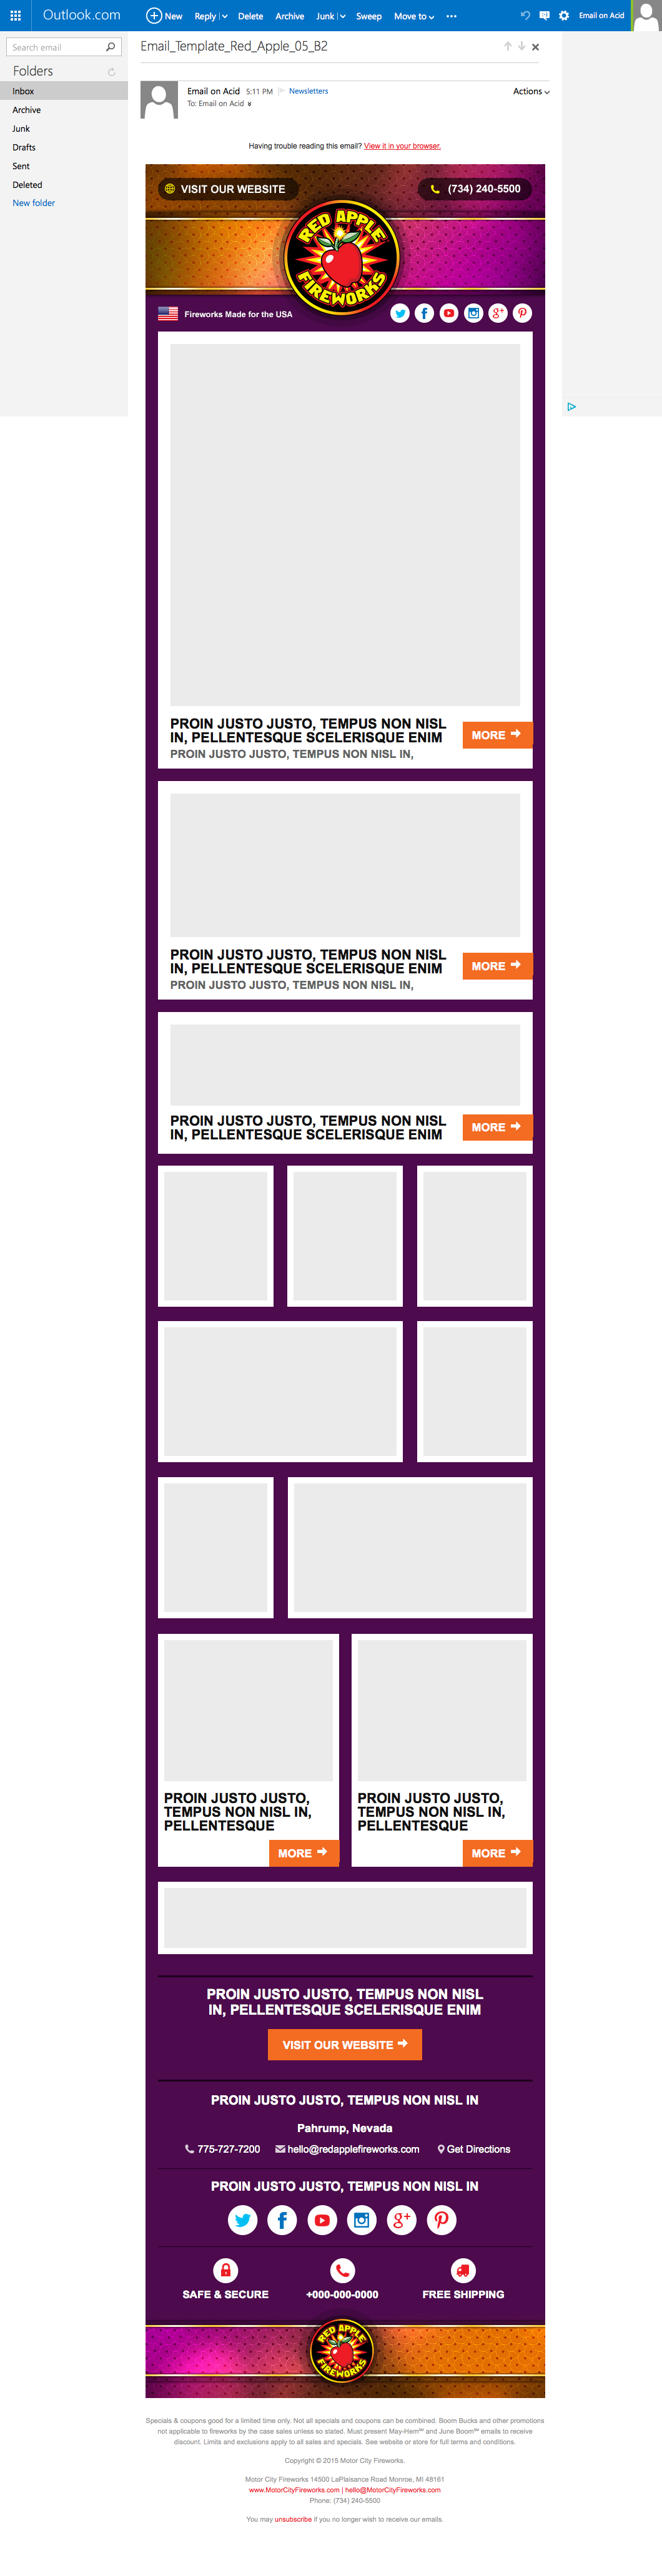 Outlook.com
New Reply Delete Archive Junk Sweep Move to ••• Email on Acid
Search email
Folders
Inbox
Archive
Junk
Drafts
Sent
Deleted
New folder
Email_Template_Red_Apple_05_B2
Email on Acid 5:11 PM Newsletters Actions
To: Email on Acid
Having trouble reading this email? View it in your browser.
VISIT OUR WEBSITE (734) 240-5500
RED APPLE
FIREWORKS
Fireworks Made for the USA
PROIN JUSTO JUSTO, TEMPUS NON NISL
IN, PELLENTESQUE SCELERISQUE ENIM
PROIN JUSTO JUSTO, TEMPUS NON NISL IN,
MORE
PROIN JUSTO JUSTO, TEMPUS NON NISL
IN, PELLENTESQUE SCELERISQUE ENIM
PROIN JUSTO JUSTO, TEMPUS NON NISL IN,
MORE
PROIN JUSTO JUSTO, TEMPUS NON NISL
IN, PELLENTESQUE SCELERISQUE ENIM
MORE
PROIN JUSTO JUSTO,
TEMPUS NON NISL IN,
PELLENTESQUE
MORE
PROIN JUSTO JUSTO,
TEMPUS NON NISL IN,
PELLENTESQUE
MORE
PROIN JUSTO JUSTO, TEMPUS NON NISL
IN, PELLENTESQUE SCELERISQUE ENIM
VISIT OUR WEBSITE
PROIN JUSTO JUSTO, TEMPUS NON NISL IN
Pahrump, Nevada
775-727-7200 hello@redapplefireworks.com Get Directions
PROIN JUSTO JUSTO, TEMPUS NON NISL IN
SAFE & SECURE +000-000-0000 FREE SHIPPING
RED APPLE
FIREWORKS
Specials & coupons good for a limited time only. Not all specials and coupons can be combined. Boom Bucks and other promotions
not applicable to fireworks by the case sales unless so stated. Must present May-Hem℠ and June Boom℠ emails to receive
discount. Limits and exclusions apply to all sales and specials. See website or store for full terms and conditions.
Copyright © 2015 Motor City Fireworks.
Motor City Fireworks 14500 LaPlaisance Road Monroe, MI 48161
www.MotorCityFireworks.com | hello@MotorCityFireworks.com
Phone: (734) 240-5500
You may unsubscribe if you no longer wish to receive our emails.